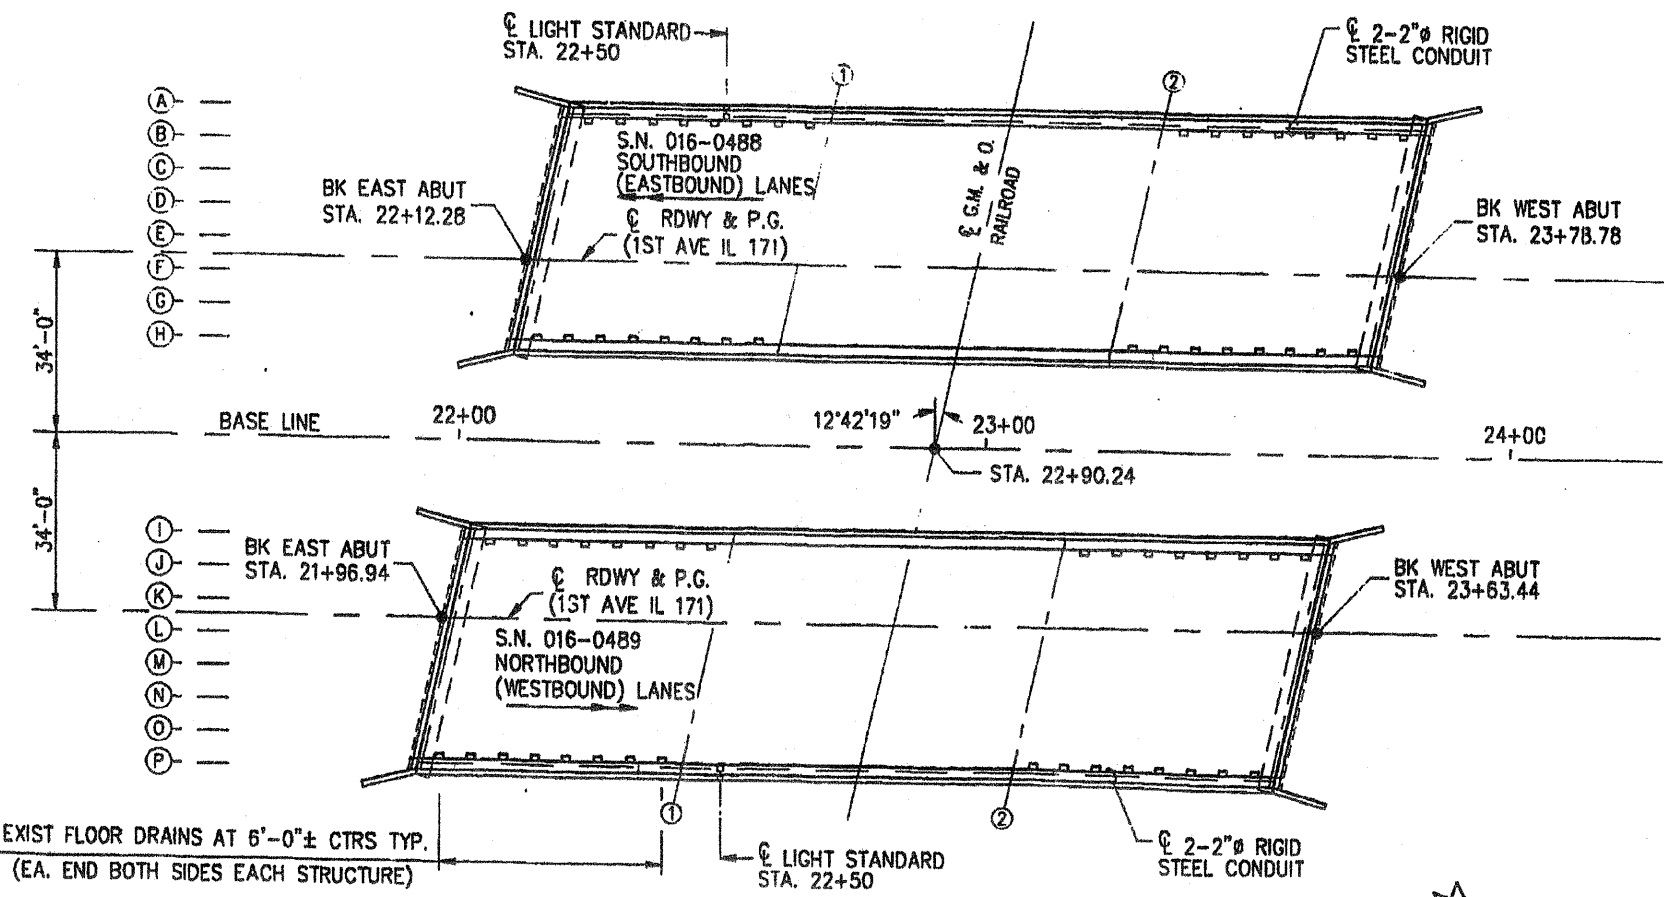 ℄ LIGHT STANDARD
STA. 22+50
℄ 2-2"ø RIGID
STEEL CONDUIT
1
2
A
B
C
D
E
F
G
H
S.N. 016-0488
SOUTHBOUND
(EASTBOUND) LANES
℄ RDWY & P.G.
(1ST AVE IL 171)
BK EAST ABUT
STA. 22+12.28
℄ G.M. & O.
RAILROAD
BK WEST ABUT
STA. 23+78.78
34'-0"
34'-0"
BASE LINE
22+00
12°42'19"
23+00
24+00
STA. 22+90.24
I
J
K
L
M
N
O
P
BK EAST ABUT
STA. 21+96.94
℄ RDWY & P.G.
(1ST AVE IL 171)
S.N. 016-0489
NORTHBOUND
(WESTBOUND) LANES
BK WEST ABUT
STA. 23+63.44
1
2
EXIST FLOOR DRAINS AT 6'-0"± CTRS TYP.
(EA. END BOTH SIDES EACH STRUCTURE)
℄ LIGHT STANDARD
STA. 22+50
℄ 2-2"ø RIGID
STEEL CONDUIT